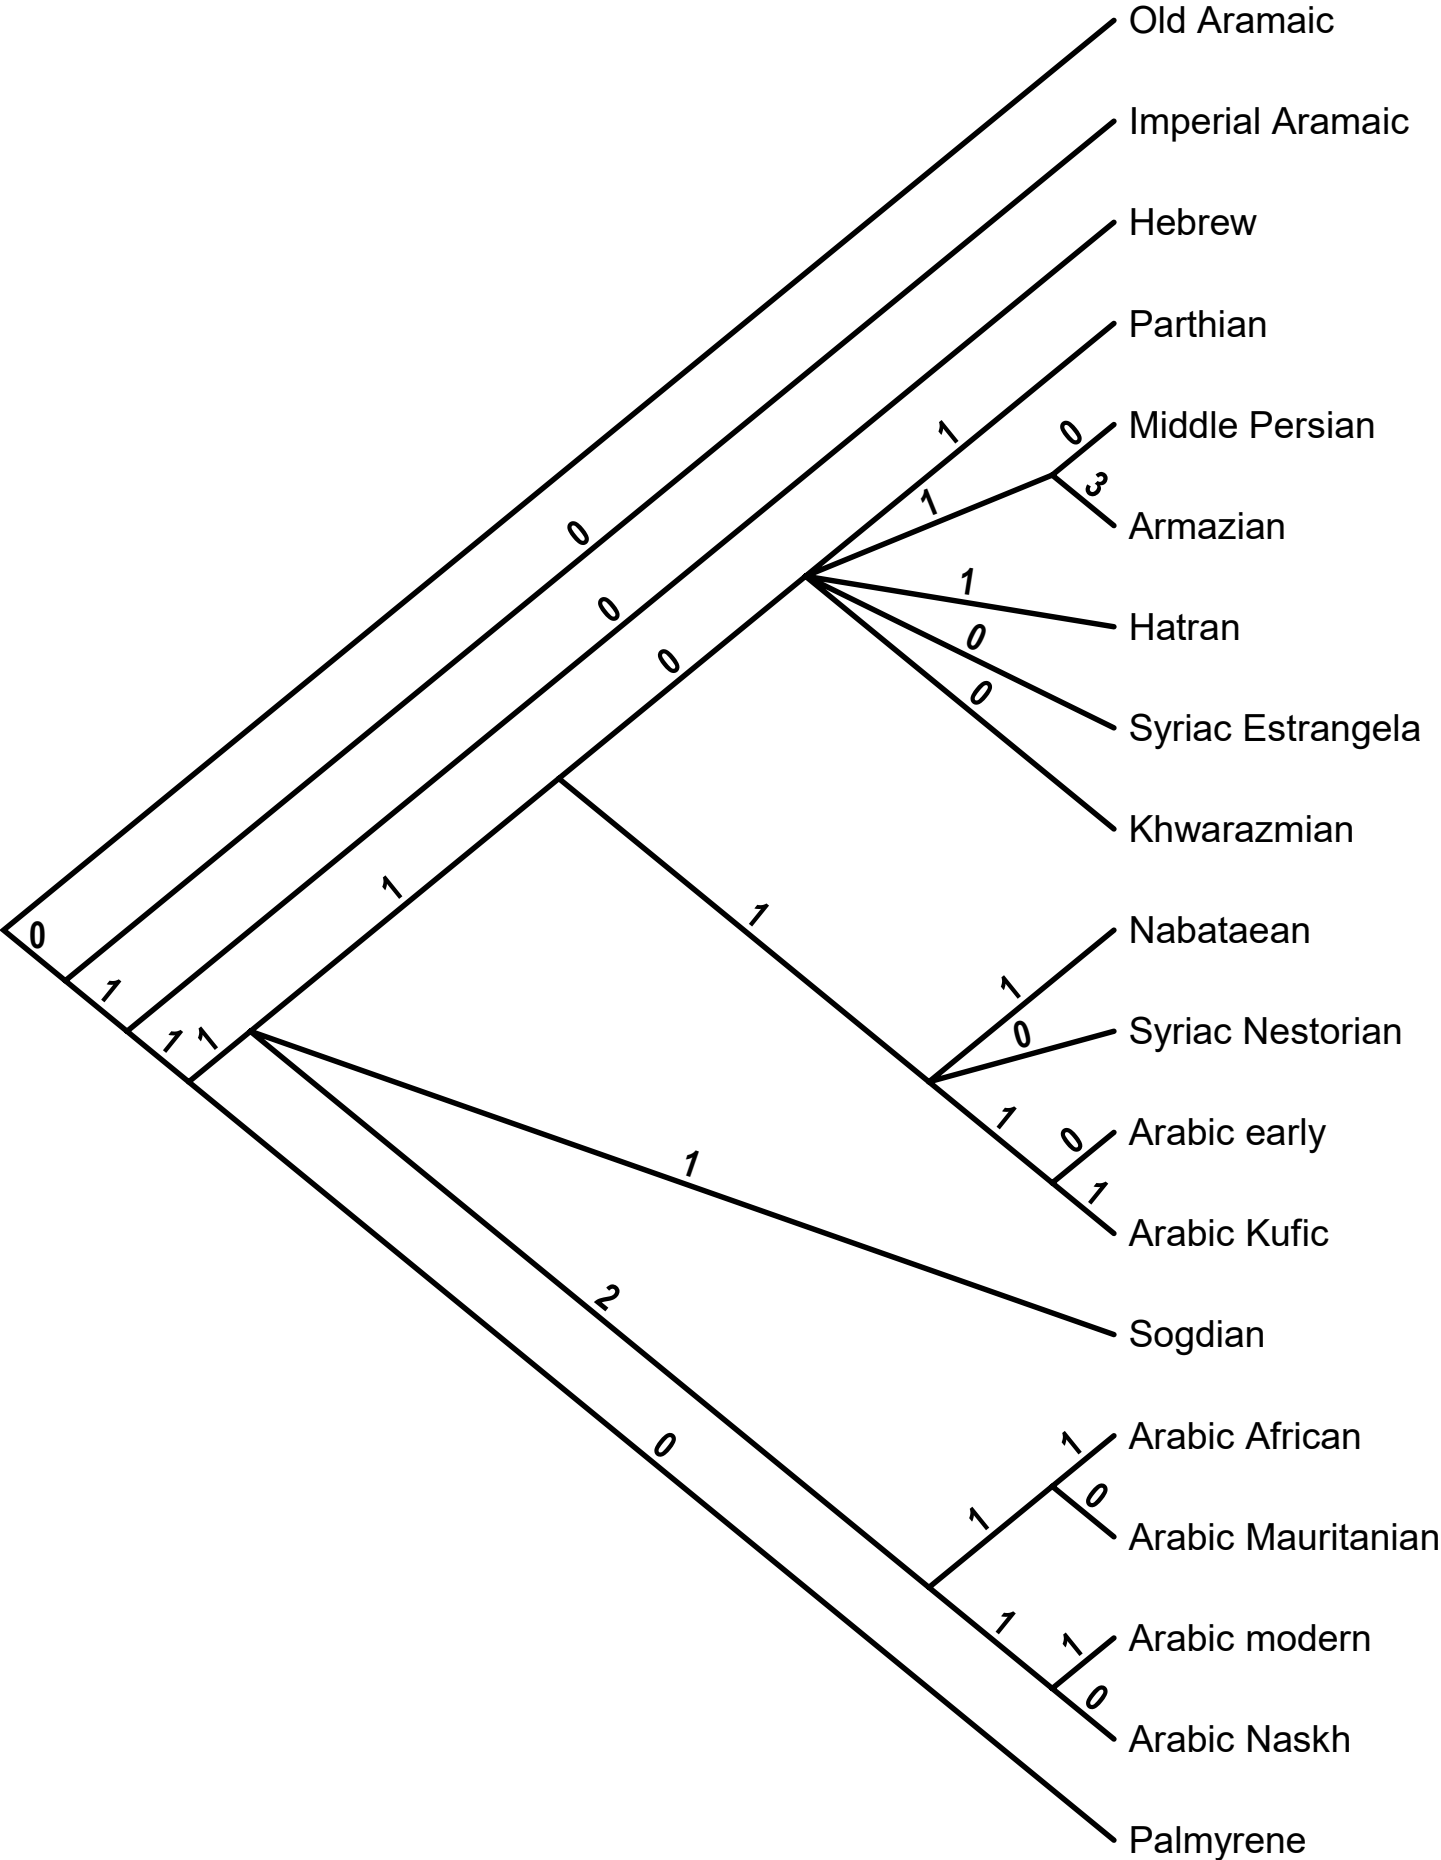 Old Aramaic
Imperial Aramaic
Hebrew
Parthian
1
0
Middle Persian
3
1
Armazian
0
1
0
Hatran
0
0
0
Syriac Estrangela
Khwarazmian
1
1
0
Nabataean
1
1
0
Syriac Nestorian
1
1
1
0
Arabic early
1
1
Arabic Kufic
2
Sogdian
1
0
Arabic African
0
1
Arabic Mauritanian
1
1
Arabic modern
0
Arabic Naskh
Palmyrene